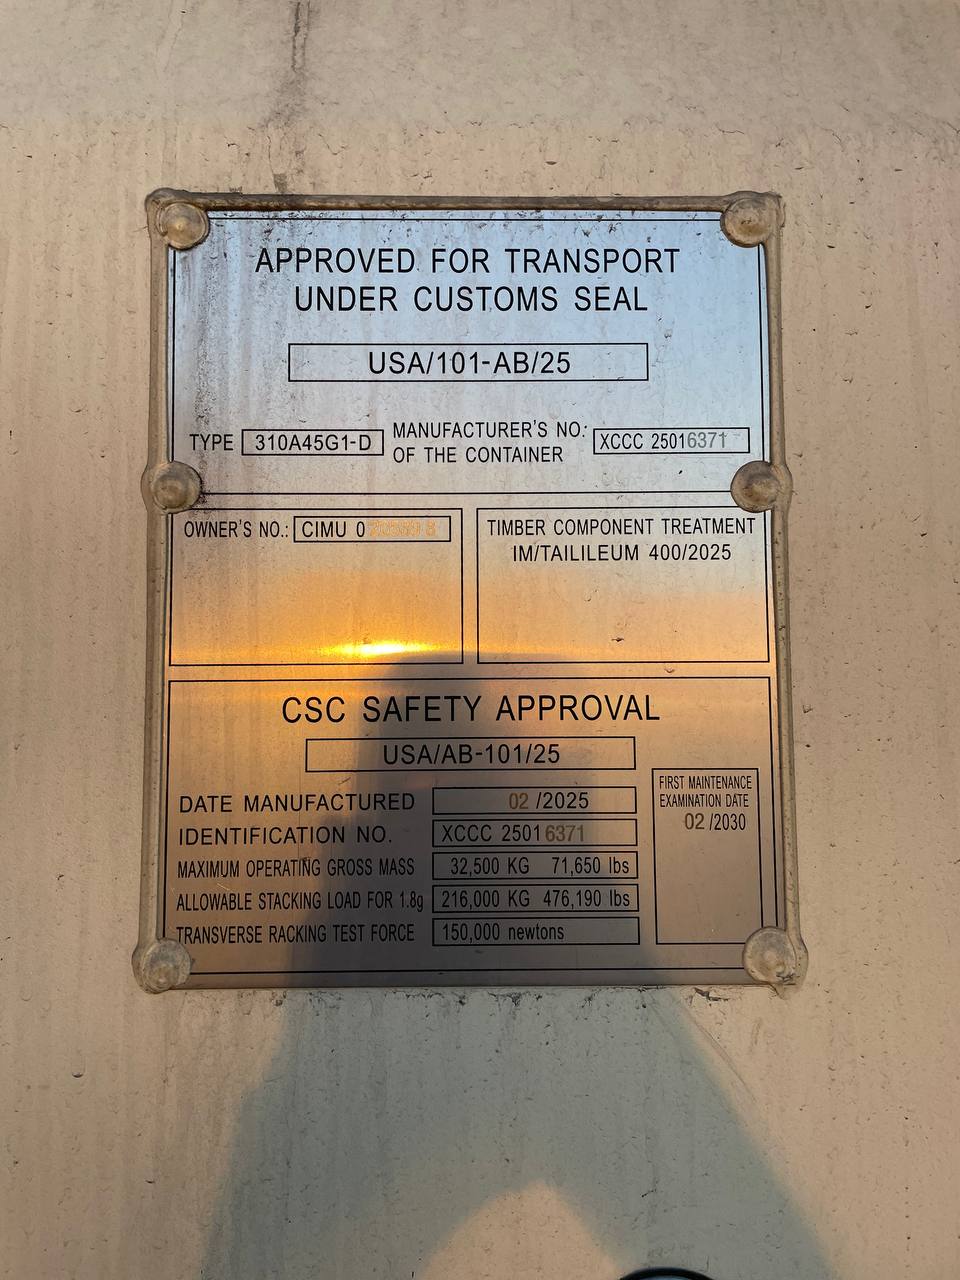 APPROVED FOR TRANSPORT
UNDER CUSTOMS SEAL
USA/101-AB/25
TYPE 310A45G1-D MANUFACTURER'S NO: XCCC 25016371
OF THE CONTAINER
OWNER'S NO.: CIMU 0
TIMBER COMPONENT TREATMENT
IM/TAILILEUM 400/2025
CSC SAFETY APPROVAL
USA/AB-101/25
DATE MANUFACTURED 02 /2025
IDENTIFICATION NO. XCCC 25016371
MAXIMUM OPERATING GROSS MASS 32,500 KG 71,650 lbs
ALLOWABLE STACKING LOAD FOR 1.8g 216,000 KG 476,190 lbs
TRANSVERSE RACKING TEST FORCE 150,000 newtons
FIRST MAINTENANCE
EXAMINATION DATE
02 /2030